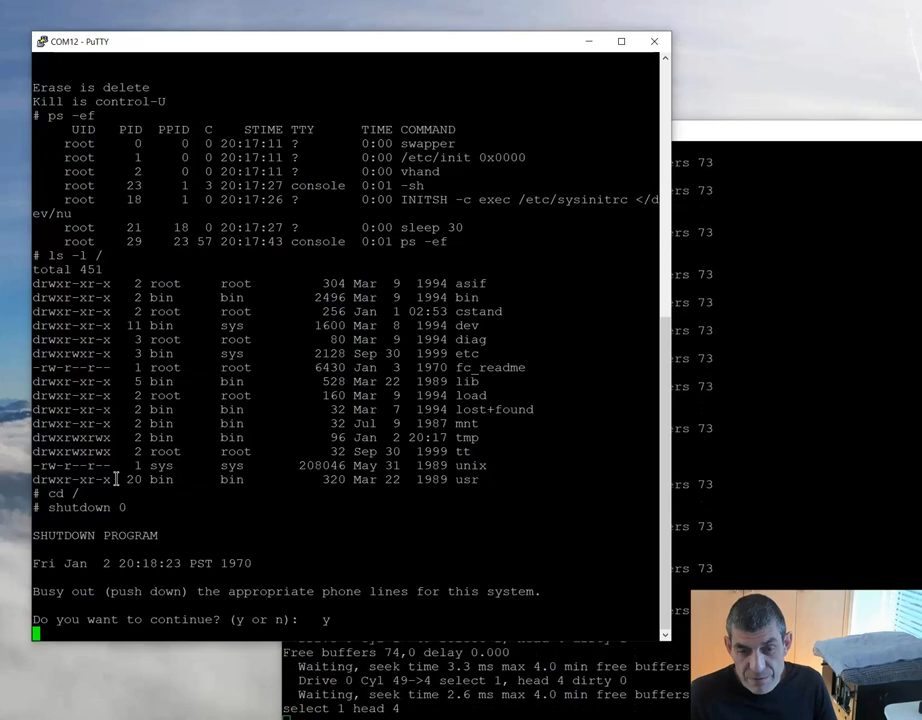 COM12 - PuTTY
Erase is delete
Kill is control-U
# ps -ef
UID PID PPID C STIME TTY TIME COMMAND
root 0 0 0 20:17:11 ? 0:00 swapper
root 1 0 0 20:17:11 ? 0:00 /etc/init 0x0000
root 2 0 0 20:17:11 ? 0:00 vhand
root 23 1 3 20:17:27 console 0:01 -sh
root 18 1 0 20:17:26 ? 0:00 INITSH -c exec /etc/sysinitrc </d
ev/nu
root 21 18 0 20:17:27 ? 0:00 sleep 30
root 29 23 57 20:17:43 console 0:01 ps -ef
# ls -l /
total 451
drwxr-xr-x 2 root root 304 Mar 9 1994 asif
drwxr-xr-x 2 bin bin 2496 Mar 9 1994 bin
drwxr-xr-x 2 root root 256 Jan 1 02:53 cstand
drwxr-xr-x 11 bin sys 1600 Mar 8 1994 dev
drwxr-xr-x 3 root root 80 Mar 9 1994 diag
drwxrwxr-x 3 bin sys 2128 Sep 30 1999 etc
-rw-r--r-- 1 root root 6430 Jan 3 1970 fc_readme
drwxr-xr-x 5 bin bin 528 Mar 22 1989 lib
drwxr-xr-x 2 root root 160 Mar 9 1994 load
drwxr-xr-x 2 bin bin 32 Mar 7 1994 lost+found
drwxr-xr-x 2 bin bin 32 Jul 9 1987 mnt
drwxrwxrwx 2 bin bin 96 Jan 2 20:17 tmp
drwxrwxrwx 2 root root 32 Sep 30 1999 tt
-rw-r--r-- 1 sys sys 208046 May 31 1989 unix
drwxr-xr-x 20 bin bin 320 Mar 22 1989 usr
# cd /
# shutdown 0
SHUTDOWN PROGRAM
Fri Jan 2 20:18:23 PST 1970
Busy out (push down) the appropriate phone lines for this system.
Do you want to continue? (y or n): y
ers 73
ers 73
ers 73
ers 73
ers 73
ers 73
ers 73
Free buffers 74,0 delay 0.000
Waiting, seek time 3.3 ms max 4.0 min free buffers
Drive 0 Cyl 49->4 select 1, head 4 dirty 0
Waiting, seek time 2.6 ms max 4.0 min free buffers
select 1 head 4